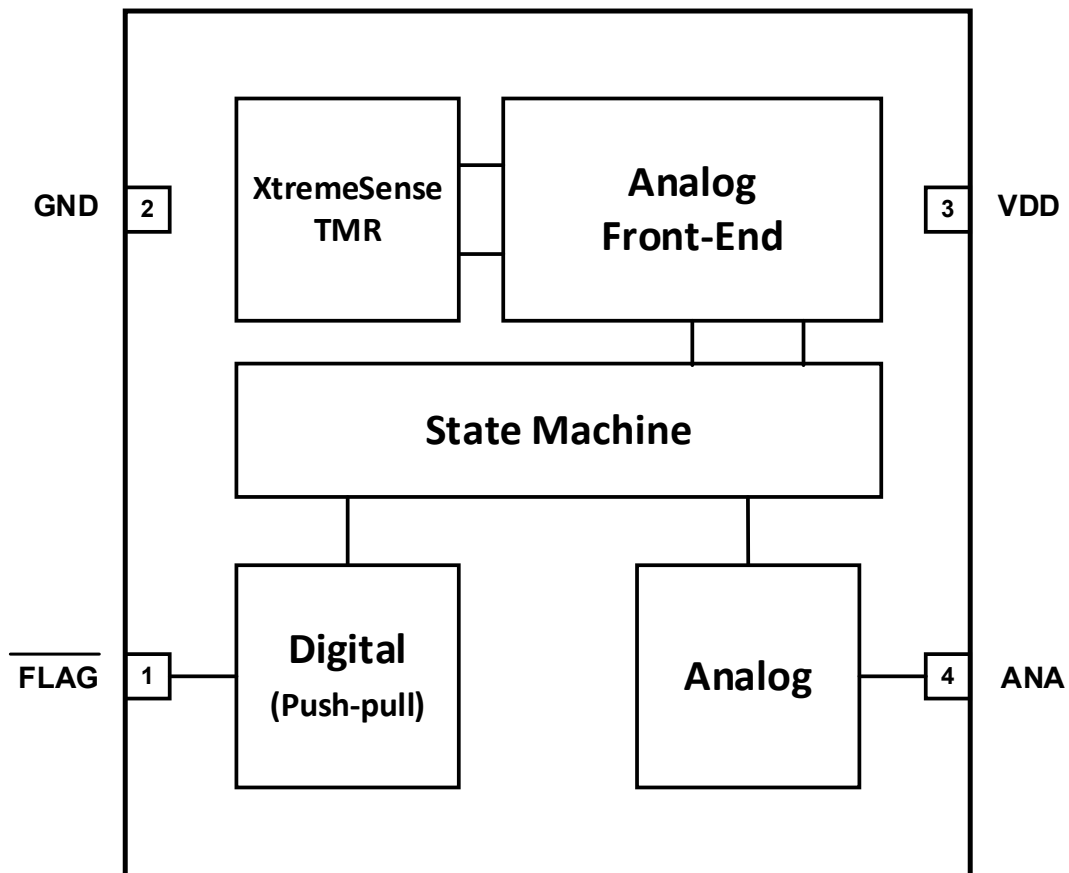 XtremeSense
TMR
Analog
Front-End
GND
2
3
VDD
State Machine
Digital
(Push-pull)
Analog
FLAG
1
4
ANA